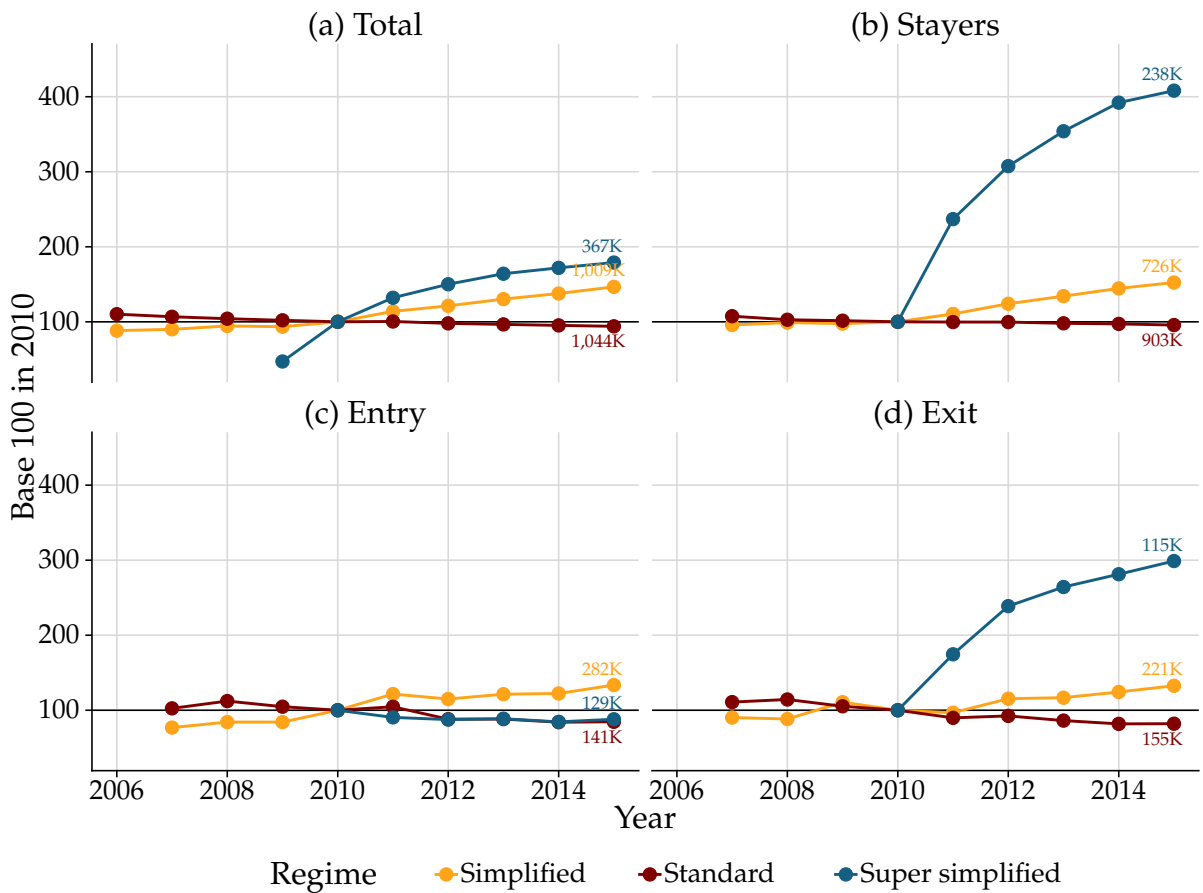 (a) Total
(b) Stayers
400
300
200
100
367K
1,009K
1,044K
238K
726K
903K
Base 100 in 2010
(c) Entry
(d) Exit
400
300
200
100
282K
129K
141K
115K
221K
155K
2006 2008 2010 2012 2014
2006 2008 2010 2012 2014
Year
Regime Simplified Standard Super simplified